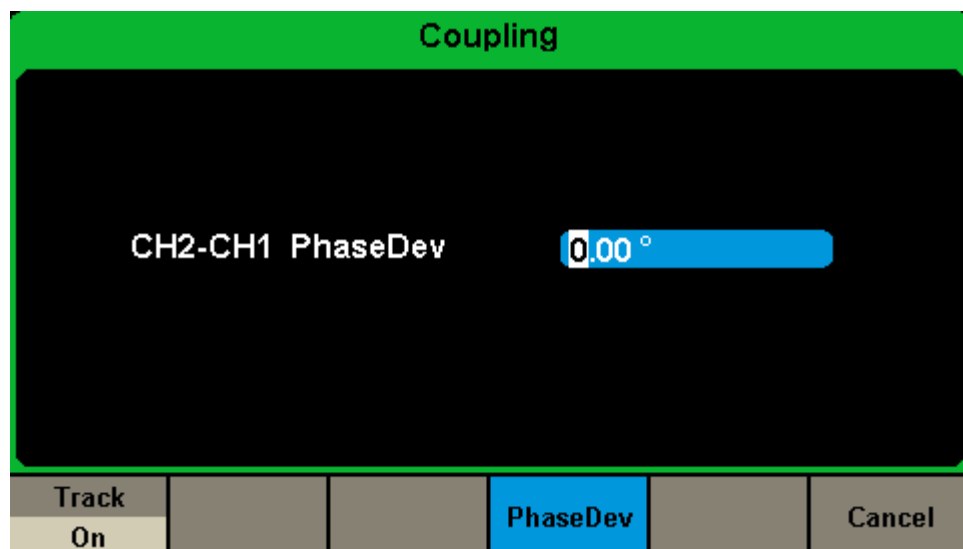 Coupling
CH2-CH1 PhaseDev 0.00 °
Track
On
PhaseDev
Cancel